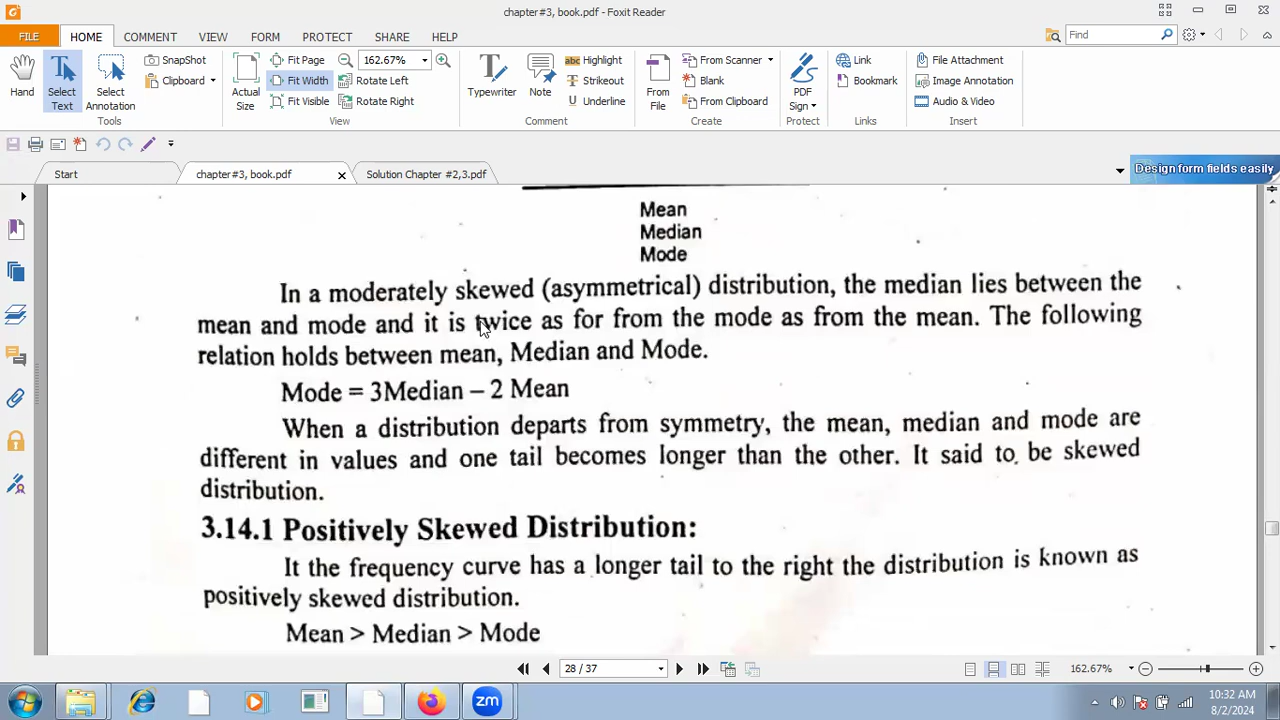 chapter#3, book.pdf - Foxit Reader
FILE HOME COMMENT VIEW FORM PROTECT SHARE HELP
Find
Hand
Select
Text
Select
Annotation
SnapShot
Clipboard
Tools
Actual
Size
Fit Page
Fit Width
Fit Visible
162.67%
Rotate Left
Rotate Right
View
Typewriter
Note
Highlight
Strikeout
Underline
Comment
From
File
From Scanner
Blank
From Clipboard
Create
PDF
Sign
Protect
Link
Bookmark
Links
File Attachment
Image Annotation
Audio & Video
Insert
Start chapter#3, book.pdf Solution Chapter #2,3.pdf
Design form fields easily
Mean
Median
Mode
In a moderately skewed (asymmetrical) distribution, the median lies between the
mean and mode and it is twice as for from the mode as from the mean. The following
relation holds between mean, Median and Mode.
Mode = 3Median – 2 Mean
When a distribution departs from symmetry, the mean, median and mode are
different in values and one tail becomes longer than the other. It said to be skewed
distribution.
3.14.1 Positively Skewed Distribution:
It the frequency curve has a longer tail to the right the distribution is known as
positively skewed distribution.
Mean > Median > Mode
28 / 37
162.67%
zm
10:32 AM
8/2/2024